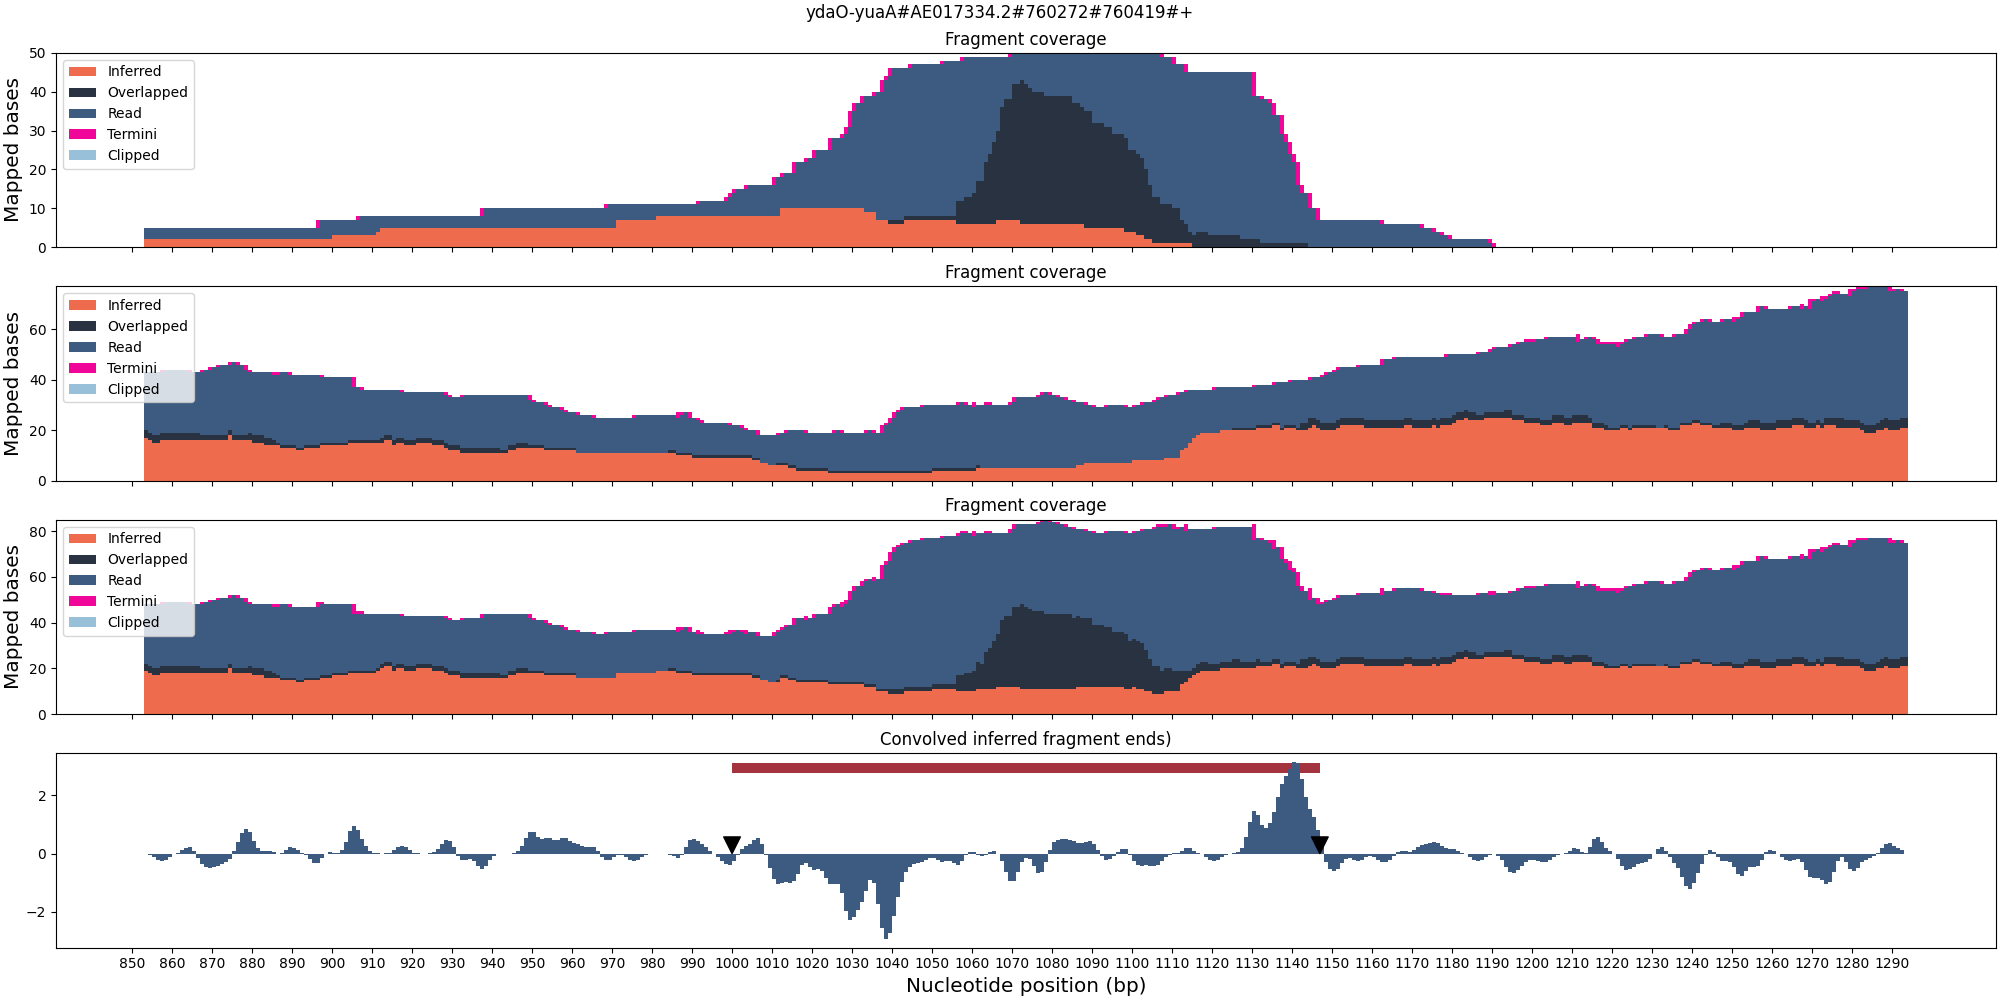 ydaO-yuaA#AE017334.2#760272#760419#+
Fragment coverage
Mapped bases
50
40
30
20
10
0
Inferred
Overlapped
Read
Termini
Clipped
Fragment coverage
Mapped bases
60
40
20
0
Inferred
Overlapped
Read
Termini
Clipped
Fragment coverage
Mapped bases
80
60
40
20
0
Inferred
Overlapped
Read
Termini
Clipped
Convolved inferred fragment ends)
2
0
−2
850 860 870 880 890 900 910 920 930 940 950 960 970 980 990 1000 1010 1020 1030 1040 1050 1060 1070 1080 1090 1100 1110 1120 1130 1140 1150 1160 1170 1180 1190 1200 1210 1220 1230 1240 1250 1260 1270 1280 1290
Nucleotide position (bp)